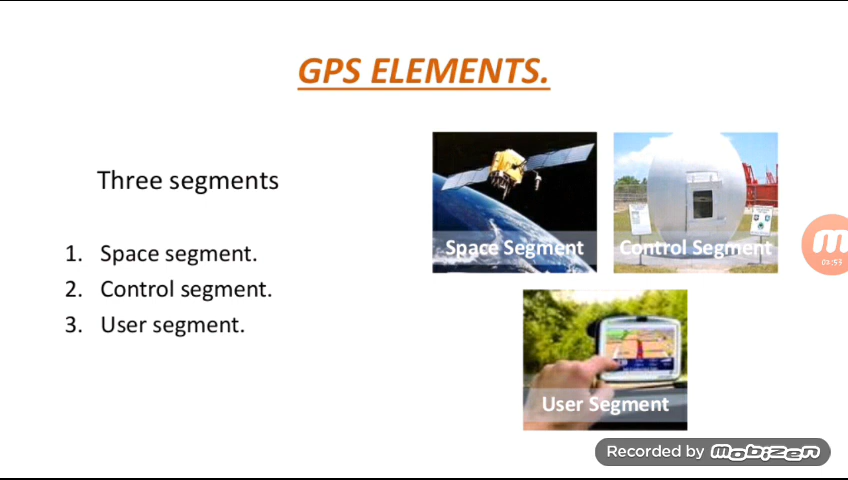 GPS ELEMENTS.
Three segments
1. Space segment.
2. Control segment.
3. User segment.
Space Segment
Control Segment
User Segment
Recorded by mobizen